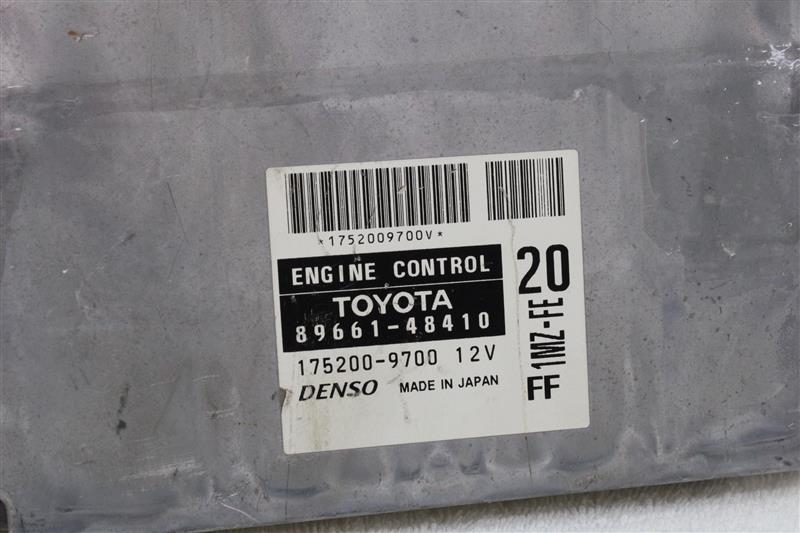 *1752009700V*
ENGINE CONTROL
TOYOTA
89661-48410
175200-9700 12V
DENSO MADE IN JAPAN
20
1MZ-FE
FF